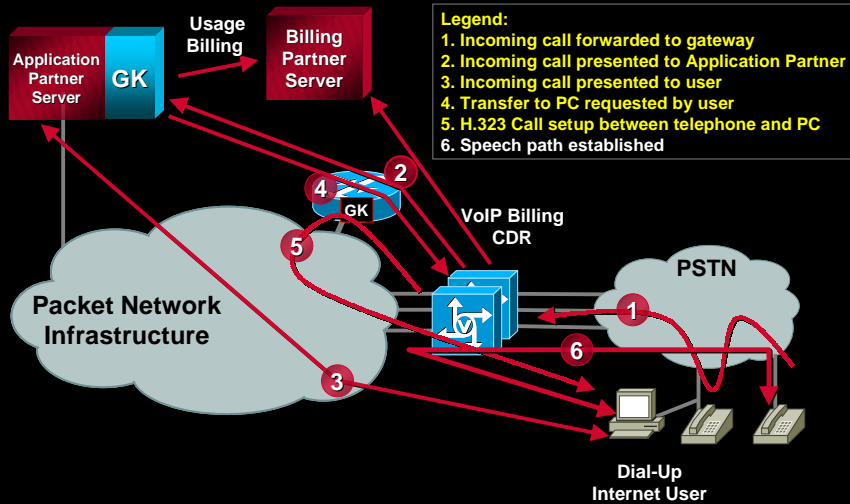 Usage
Billing
Application
Partner
Server
GK
Billing
Partner
Server
Legend:
1. Incoming call forwarded to gateway
2. Incoming call presented to Application Partner
3. Incoming call presented to user
4. Transfer to PC requested by user
5. H.323 Call setup between telephone and PC
6. Speech path established
2
4
GK
VoIP Billing
CDR
5
PSTN
Packet Network
Infrastructure
V
1
6
3
Dial-Up
Internet User